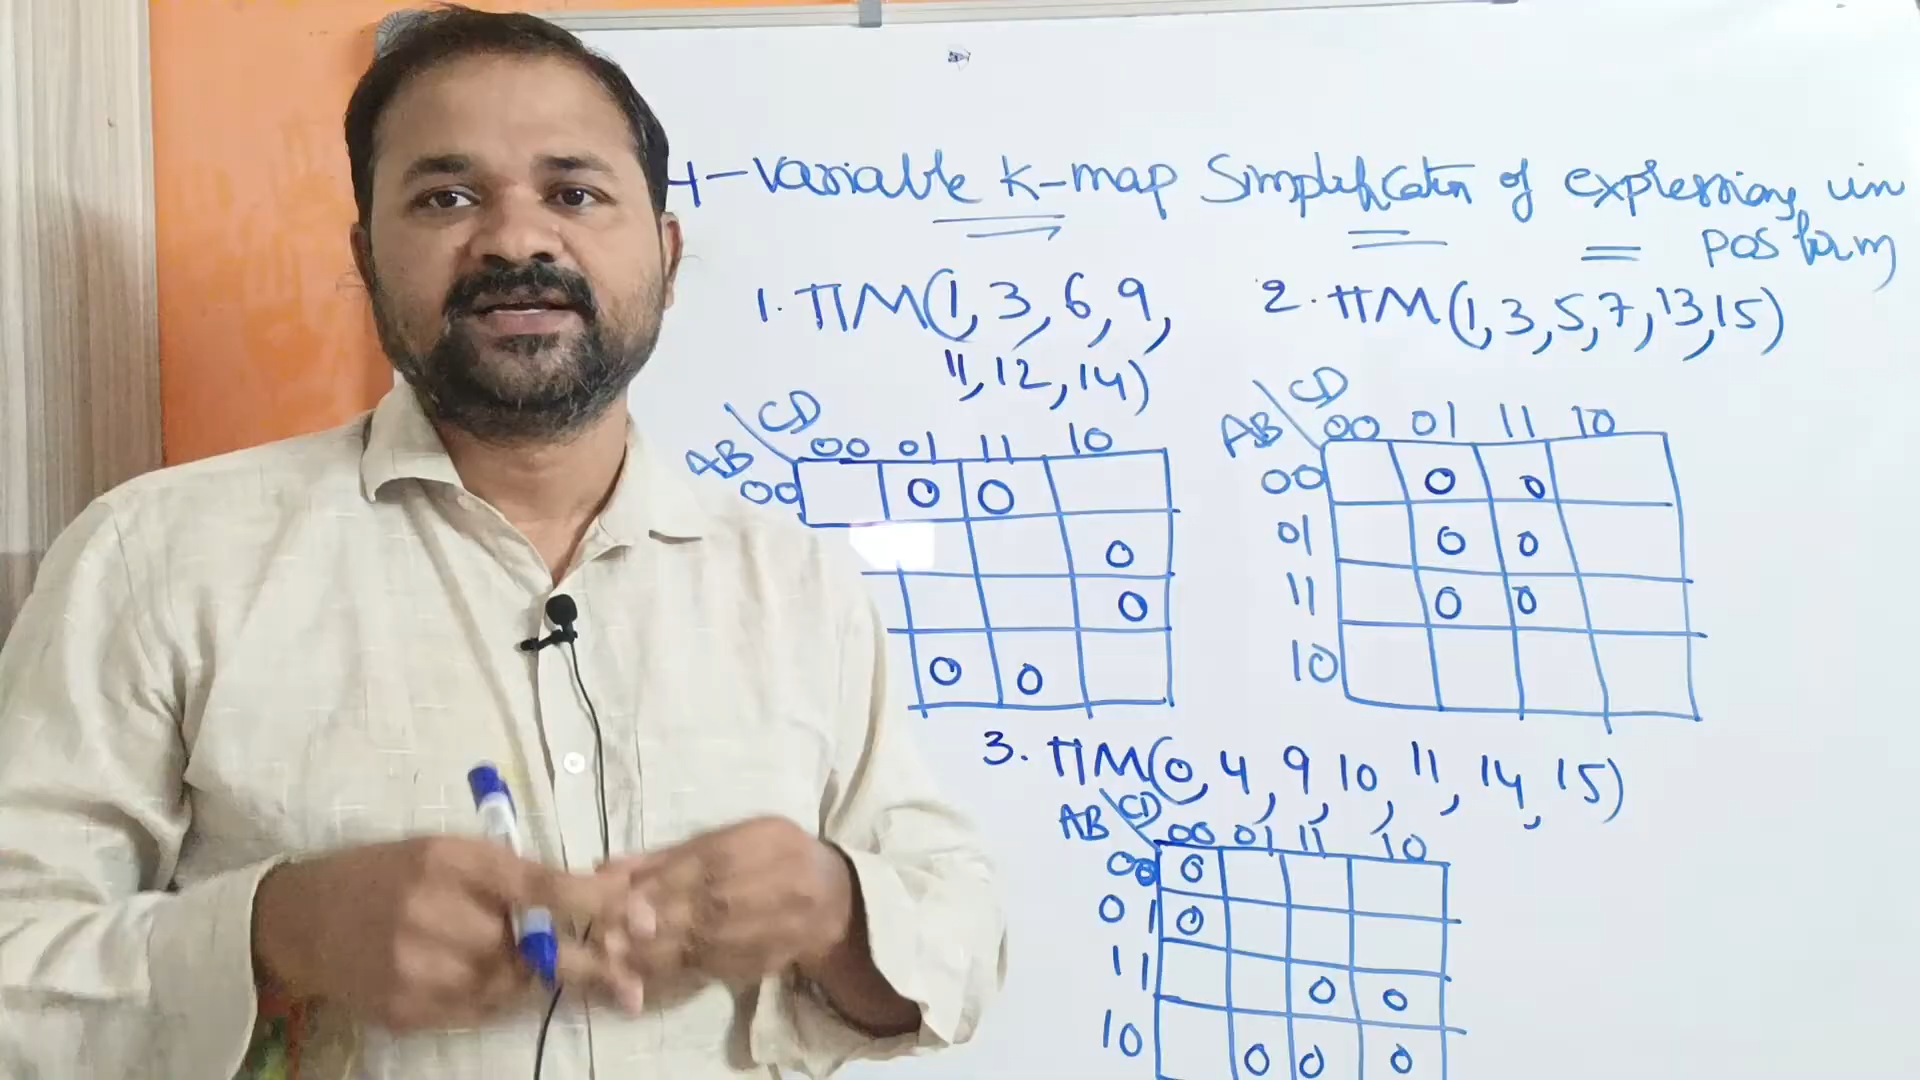 4-variable K-map Simplification of expressions in
POS form
1. ΠM(1, 3, 6, 9,
11, 12, 14)
CD
AB 00 01 11 10
00 0 0
0
0
0 0
2. ΠM(1, 3, 5, 7, 13, 15)
CD
AB 00 01 11 10
00 0 0
01 0 0
11 0 0
10
3. ΠM(0, 4, 9, 10, 11, 14, 15)
CD
AB 00 01 11 10
00 0
01 0
11 0 0
10 0 0 0